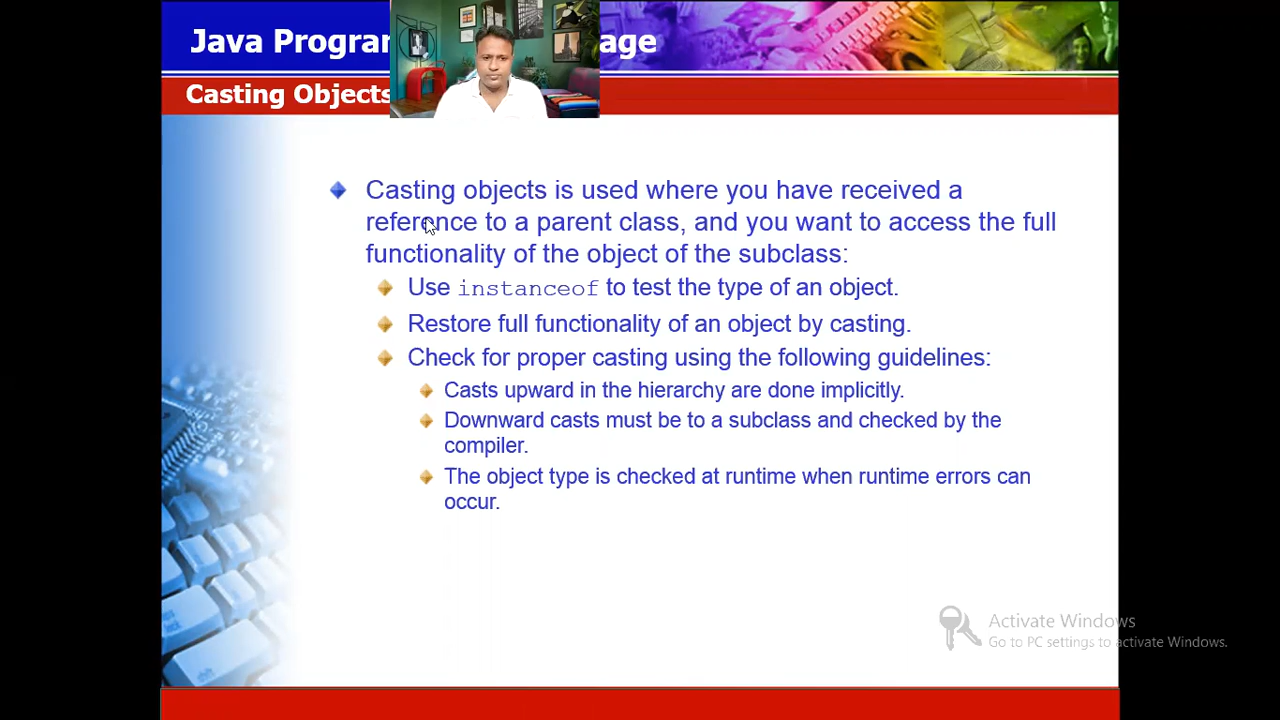 Java Progra age
Casting Objects
Casting objects is used where you have received a
reference to a parent class, and you want to access the full
functionality of the object of the subclass:
Use instanceof to test the type of an object.
Restore full functionality of an object by casting.
Check for proper casting using the following guidelines:
Casts upward in the hierarchy are done implicitly.
Downward casts must be to a subclass and checked by the
compiler.
The object type is checked at runtime when runtime errors can
occur.
Activate Windows
Go to PC settings to activate Windows.